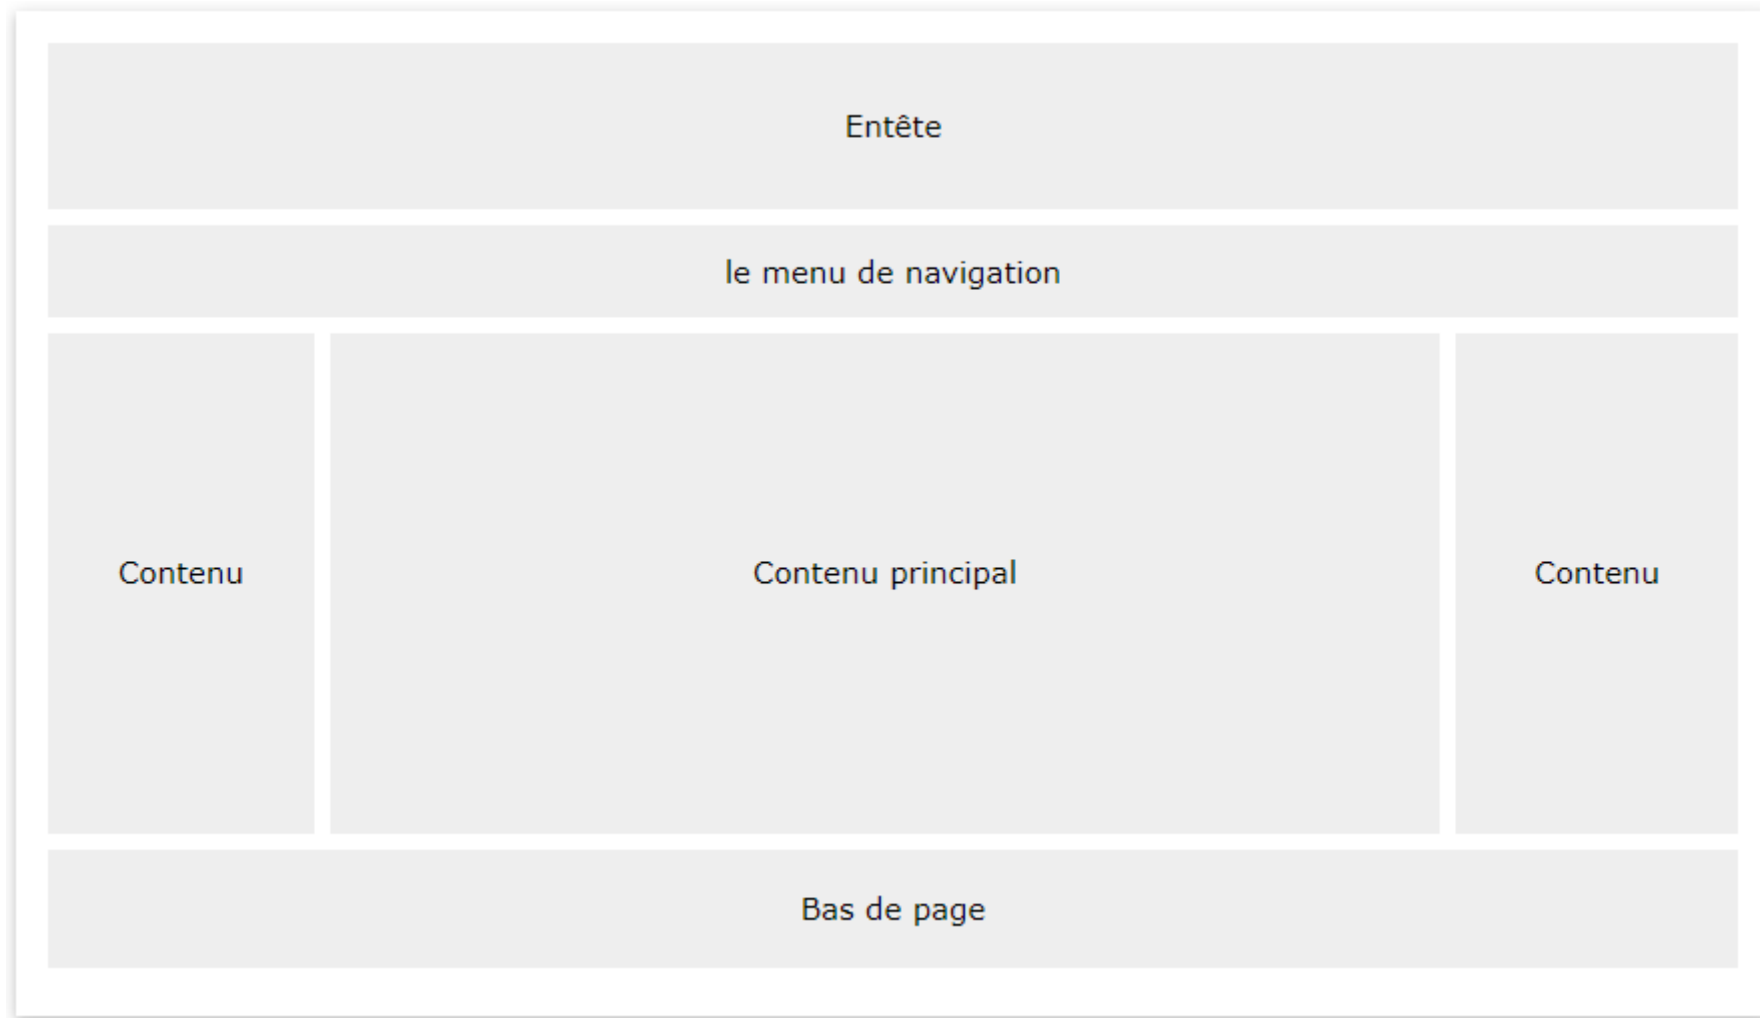 Entête
le menu de navigation
Contenu
Contenu principal
Contenu
Bas de page